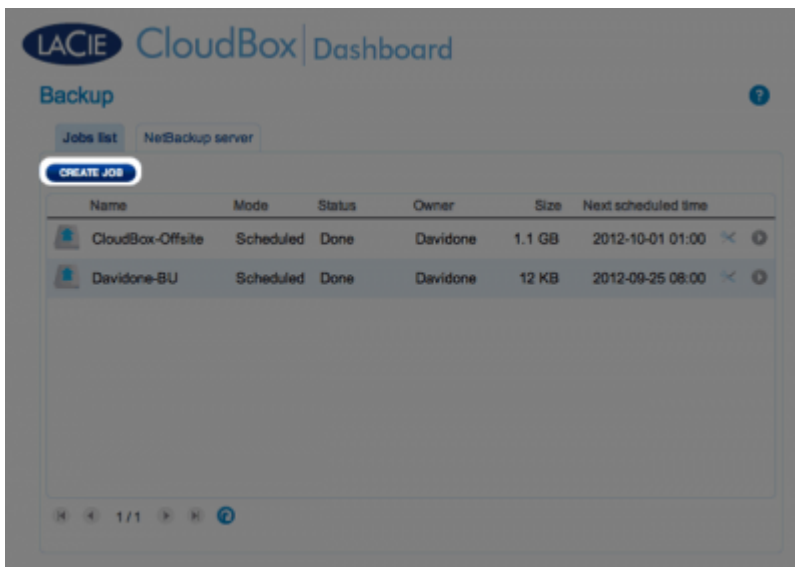 LACIE CloudBox Dashboard
Backup
?
Jobs list NetBackup server
CREATE JOB
Name Mode Status Owner Size Next scheduled time
CloudBox-Offsite Scheduled Done Davidone 1.1 GB 2012-10-01 01:00
Davidone-BU Scheduled Done Davidone 12 KB 2012-09-25 08:00
1/1